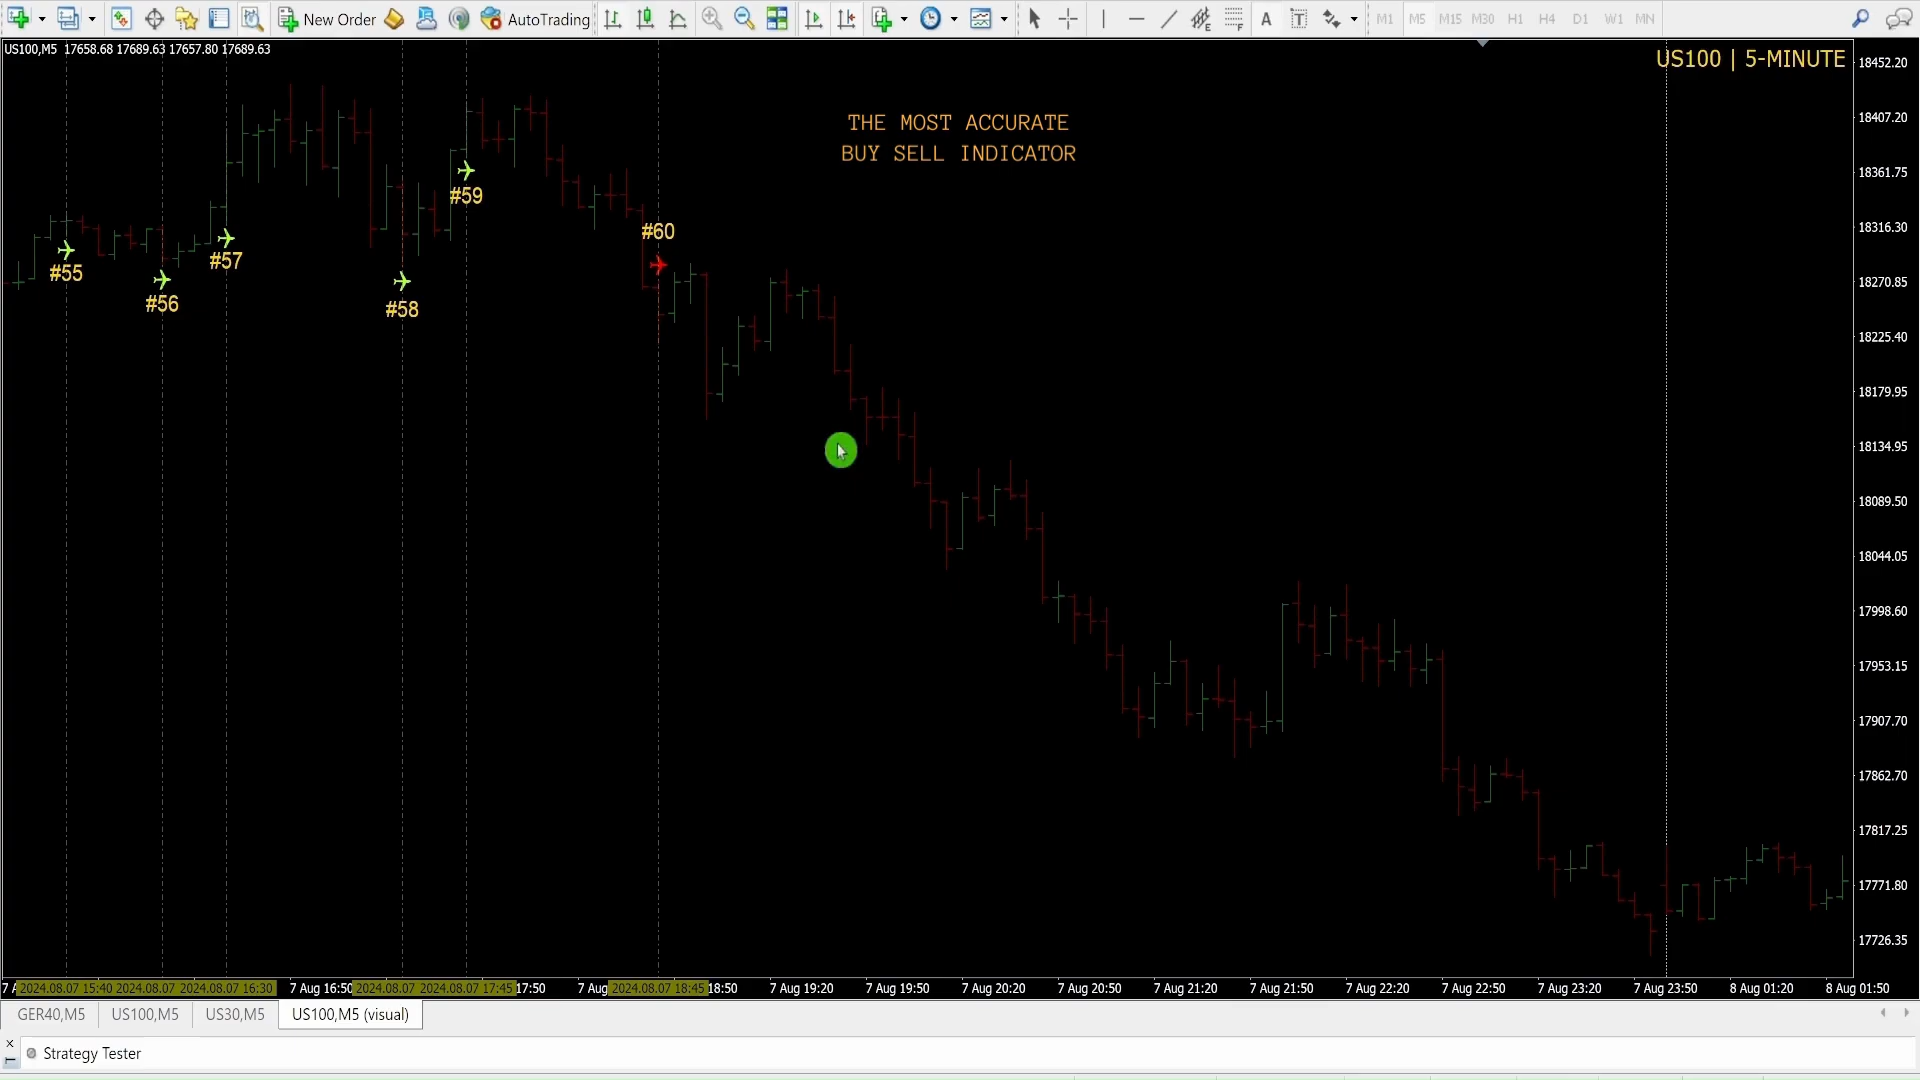 New Order AutoTrading A T M1 M5 M15 M30 H1 H4 D1 W1 MN
US100,M5 17658.68 17689.63 17657.80 17689.63
US100 | 5-MINUTE
THE MOST ACCURATE
BUY SELL INDICATOR
#55
#56
#57
#58
#59
#60
18452.20
18407.20
18361.75
18316.30
18270.85
18225.40
18179.95
18134.95
18089.50
18044.05
17998.60
17953.15
17907.70
17862.70
17817.25
17771.80
17726.35
2024.08.07 15:40 2024.08.07 2024.08.07 16:30 7 Aug 16:50 2024.08.07 2024.08.07 17:45 17:50 7 Aug 2024.08.07 18:45 18:50 7 Aug 19:20 7 Aug 19:50 7 Aug 20:20 7 Aug 20:50 7 Aug 21:20 7 Aug 21:50 7 Aug 22:20 7 Aug 22:50 7 Aug 23:20 7 Aug 23:50 8 Aug 01:20 8 Aug 01:50
GER40,M5 US100,M5 US30,M5 US100,M5 (visual)
Strategy Tester